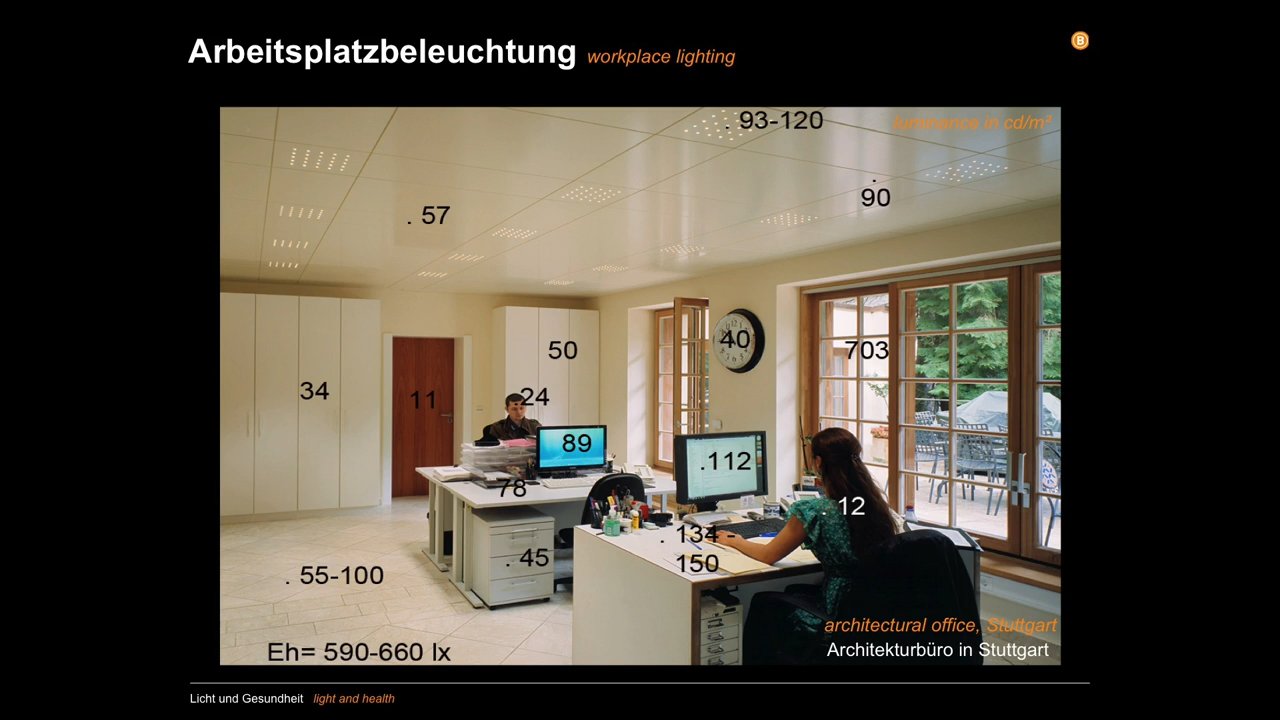 Arbeitsplatzbeleuchtung workplace lighting
B
. 93-120
luminance in cd/m²
. 90
. 57
40
50
703
34
11
24
89
.112
78
. 12
. 134 -
150
. 45
. 55-100
architectural office, Stuttgart
Eh= 590-660 lx
Architekturbüro in Stuttgart
Licht und Gesundheit light and health